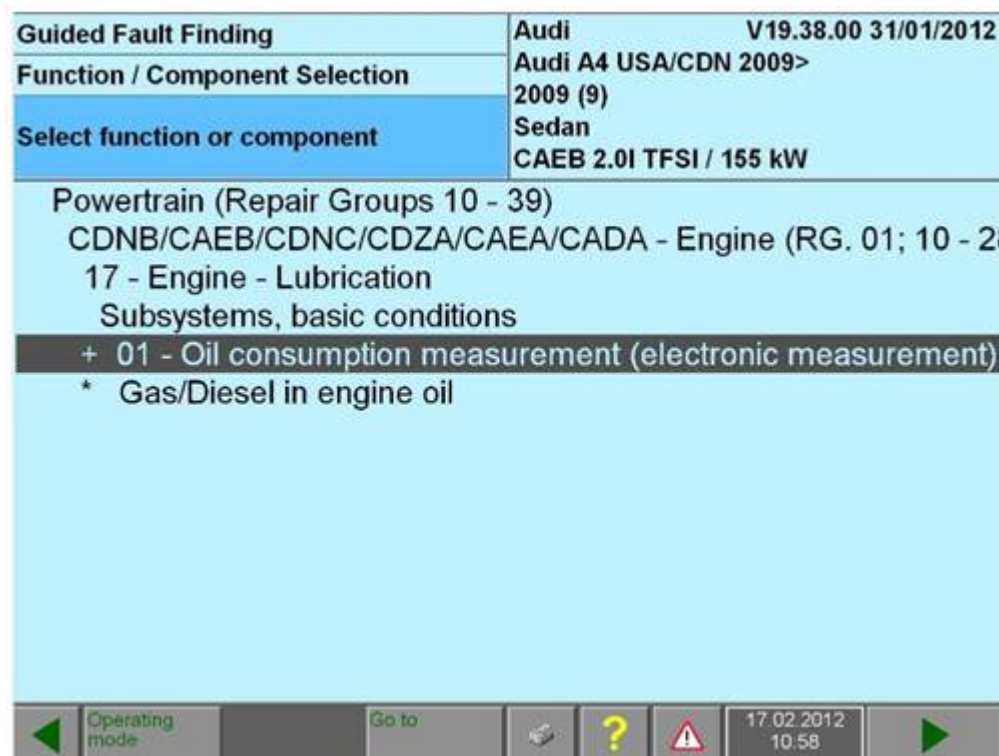 Guided Fault Finding
Function / Component Selection
Select function or component
Audi V19.38.00 31/01/2012
Audi A4 USA/CDN 2009>
2009 (9)
Sedan
CAEB 2.0l TFSI / 155 kW
Powertrain (Repair Groups 10 - 39)
CDNB/CAEB/CDNC/CDZA/CAEA/CADA - Engine (RG. 01; 10 - 2
17 - Engine - Lubrication
Subsystems, basic conditions
+ 01 - Oil consumption measurement (electronic measurement)
* Gas/Diesel in engine oil
Operating
mode
Go to
?
17.02.2012
10:58